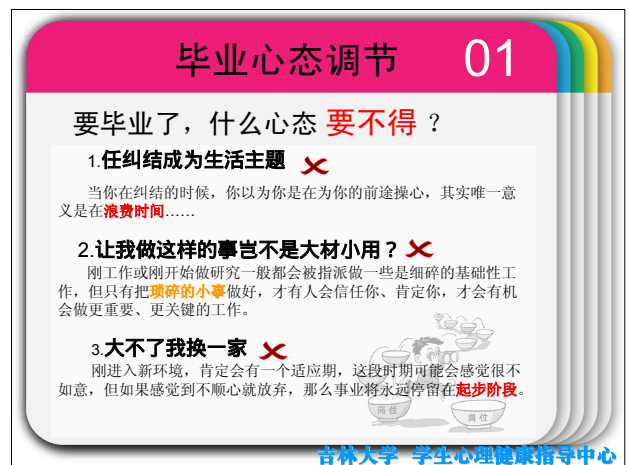 毕业心态调节 01
要毕业了，什么心态 要不得 ？
1.任纠结成为生活主题
当你在纠结的时候，你以为你是在为你的前途操心，其实唯一意
义是在浪费时间……
2.让我做这样的事岂不是大材小用？
刚工作或刚开始做研究一般都会被指派做一些是细碎的基础性工
作，但只有把琐碎的小事做好，才有人会信任你、肯定你，才会有机
会做更重要、更关键的工作。
3.大不了我换一家
刚进入新环境，肯定会有一个适应期，这段时期可能会感觉很不
如意，但如果感觉到不顺心就放弃，那么事业将永远停留在起步阶段。
岗位
岗位
吉林大学 学生心理健康指导中心